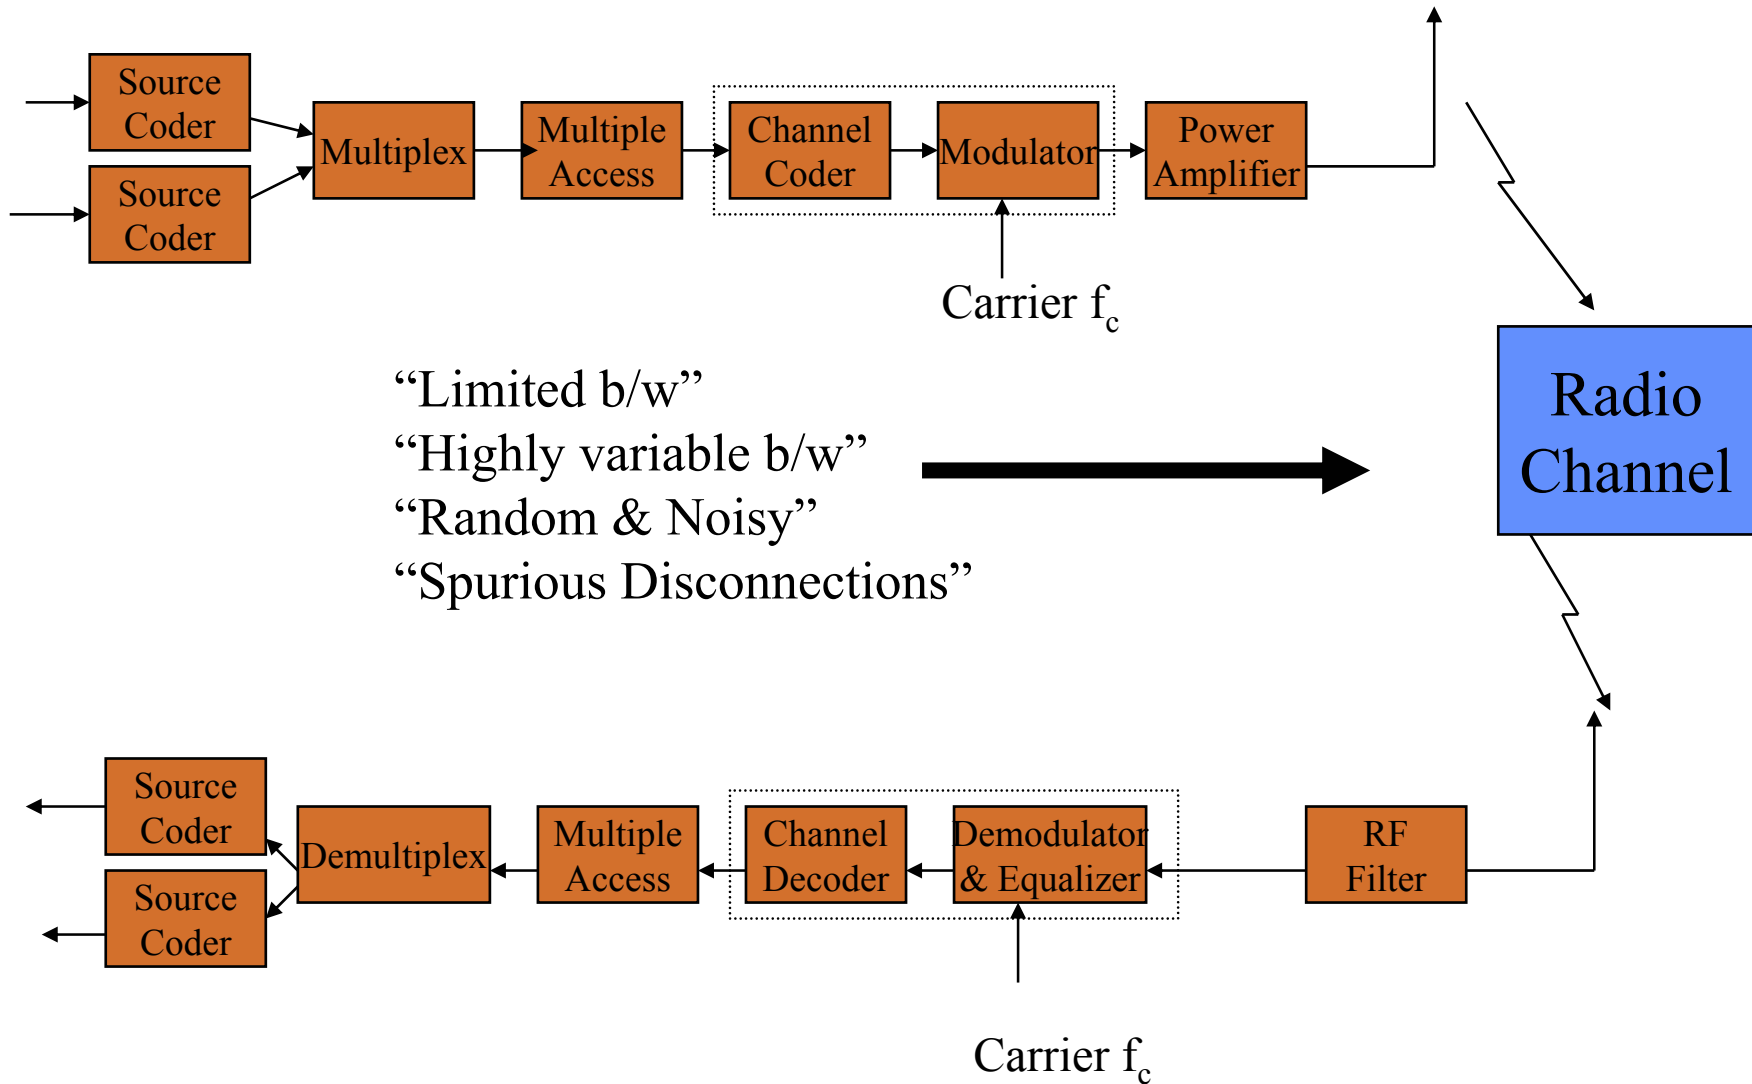 Source
Coder
Source
Coder
Multiplex
Multiple
Access
Channel
Coder
Modulator
Power
Amplifier
Carrier fc
“Limited b/w”
“Highly variable b/w”
“Random & Noisy”
“Spurious Disconnections”
Radio
Channel
Source
Coder
Source
Coder
Demultiplex
Multiple
Access
Channel
Decoder
Demodulator
& Equalizer
RF
Filter
Carrier fc